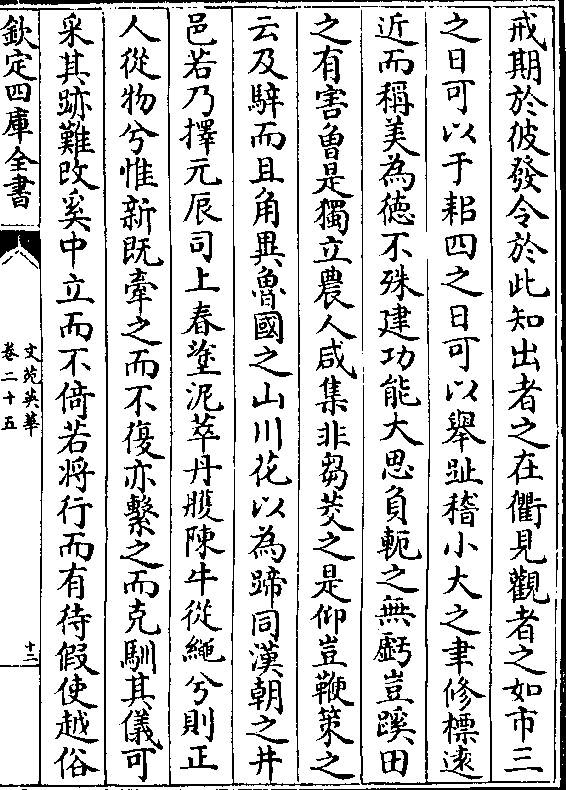 戒期於彼發令於此知出者之在衢見觀者之如市三
之日可以于耜四之日可以舉趾稽小大之聿修標遠
近而稱美為徳不殊建功能大思負軛之無虧豈蹊田
之有害魯是獨立農人咸集非芻茭之是仰豈鞭策之
云及騂而且角異魯國之山川花以為蹄同漢朝之井
邑若乃擇元辰司上春塗泥萃丹雘陳牛從繩兮則正
人從物兮惟新既牽之而不復亦繫之而克馴其儀可
采其跡難改奚中立而不倚若将行而有待假使越俗
欽定四庫全書
文苑英華
卷二十五
十三